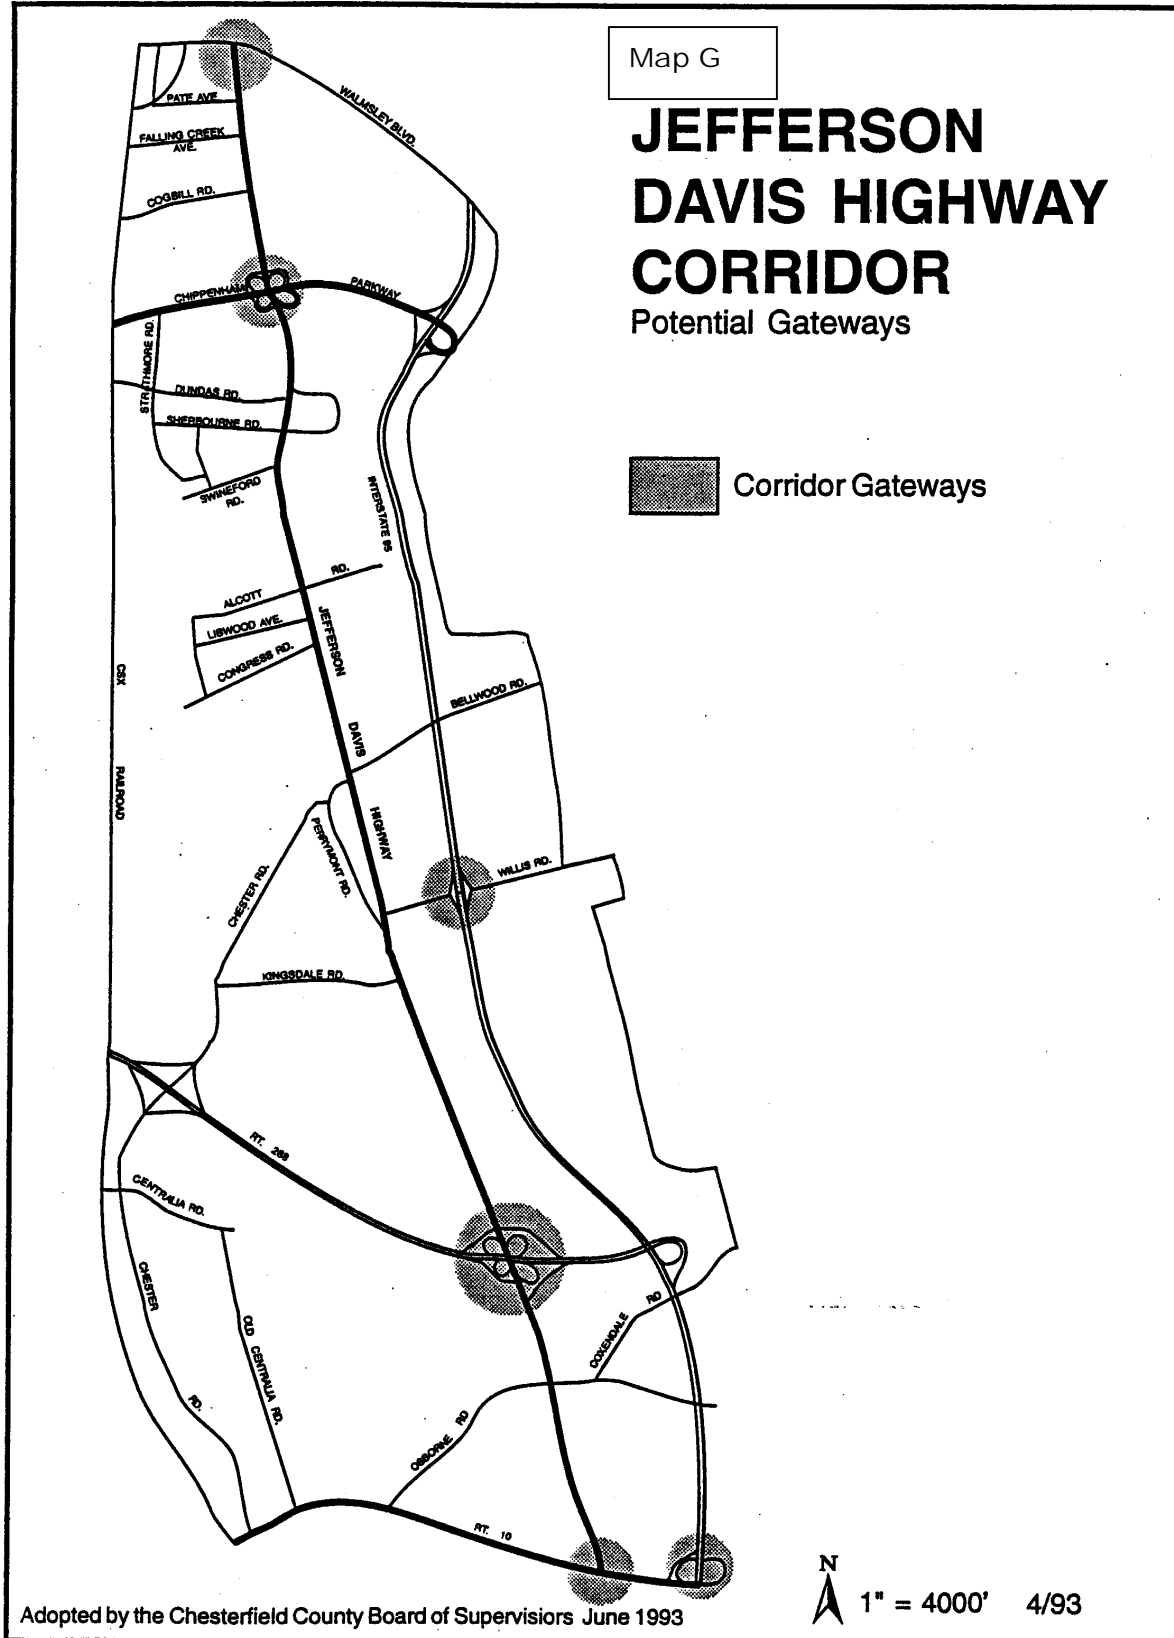 Map G
JEFFERSON
DAVIS HIGHWAY
CORRIDOR
Potential Gateways
Corridor Gateways
WALMSLEY BLVD.
PATE AVE
FALLING CREEK
AVE.
COGBILL RD.
CHIPPENHAM
PARKWAY
STRATHMORE RD.
DUNDAS RD.
SHERBOURNE RD.
SWINEFORD
RD.
INTERSTATE 95
ALCOTT
RD.
LISWOOD AVE.
CONGRESS RD.
JEFFERSON
DAVIS
HIGHWAY
CSX
RAILROAD
BELLWOOD RD.
PERRYMONT RD.
CHESTER RD.
WILLIS RD.
KINGSDALE RD.
RT. 288
CENTRALIA RD.
CHESTER
RD.
OLD CENTRALIA RD.
COXENDALE
RD
OSBORNE RD
RT. 10
N
1" = 4000' 4/93
Adopted by the Chesterfield County Board of Supervisiors June 1993